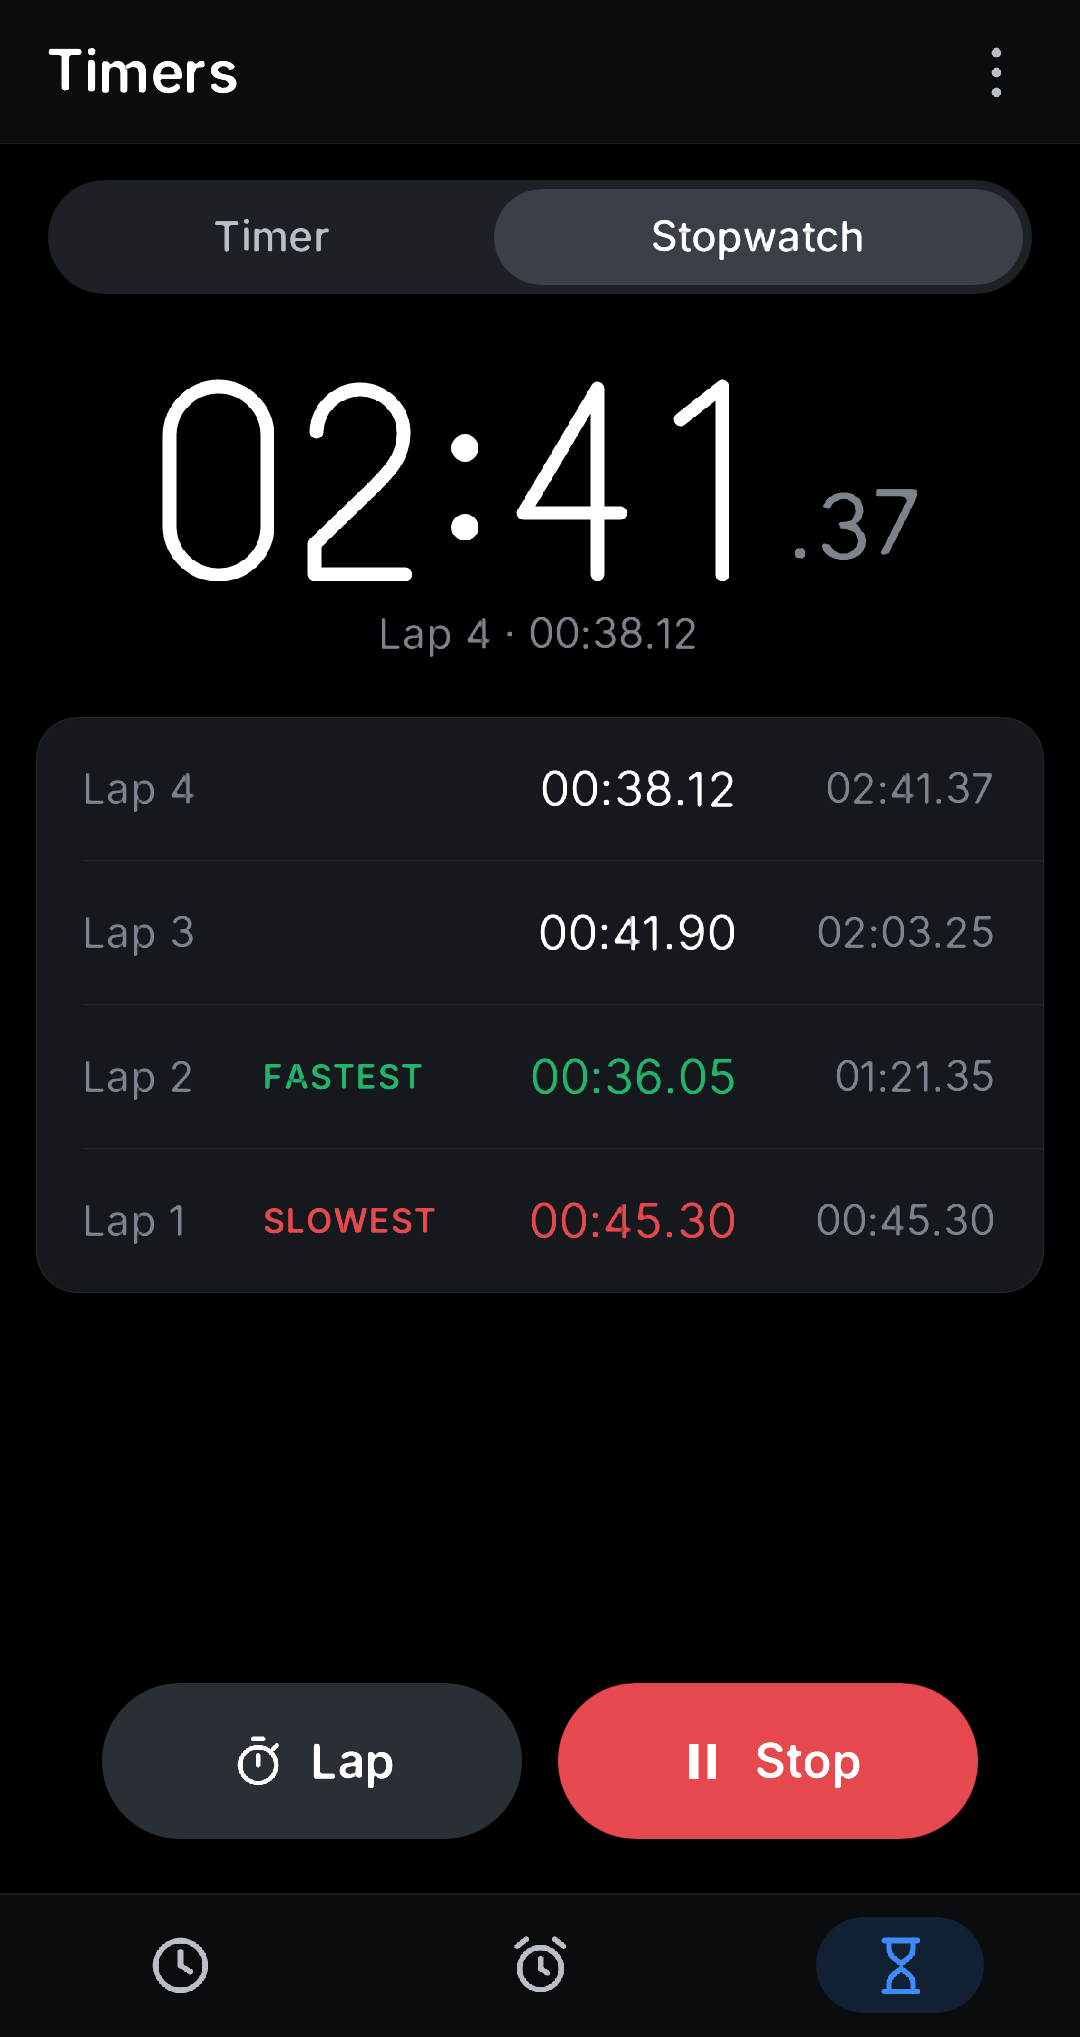 Timers
Timer Stopwatch
02:41.37
Lap 4 · 00:38.12
Lap 4 00:38.12 02:41.37
Lap 3 00:41.90 02:03.25
Lap 2 FASTEST 00:36.05 01:21.35
Lap 1 SLOWEST 00:45.30 00:45.30
Lap Stop